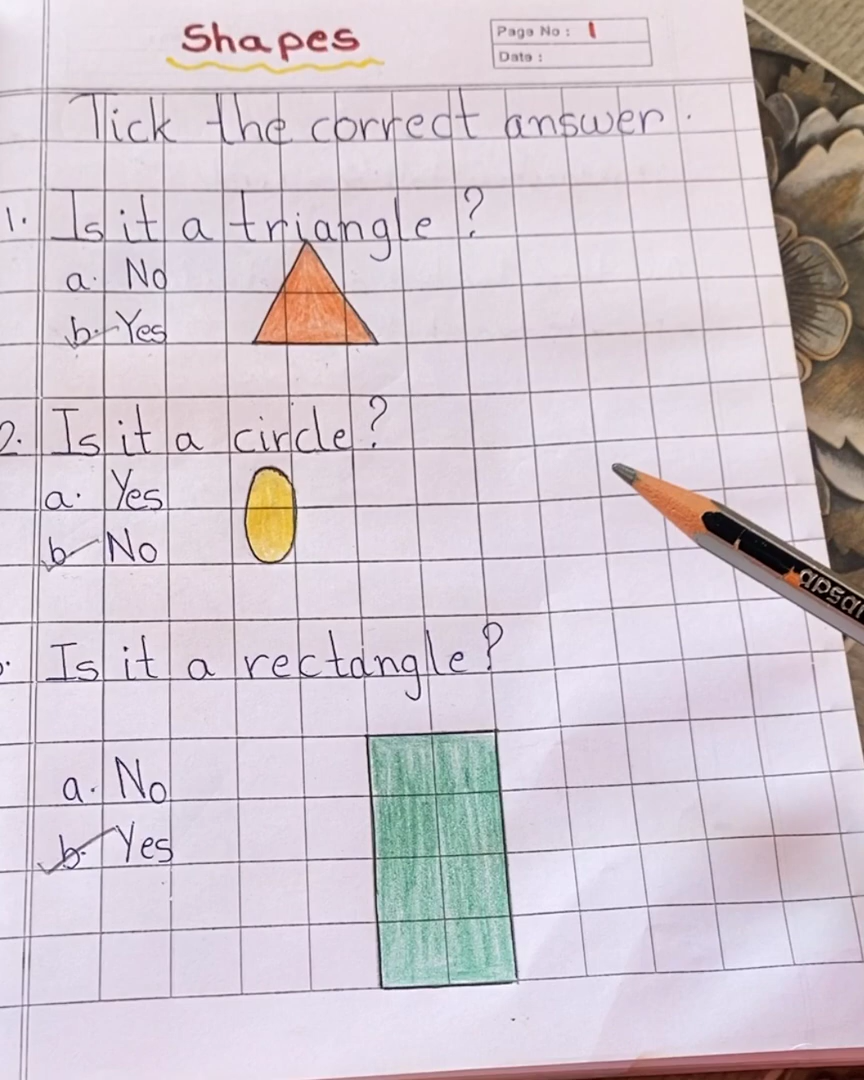 Shapes
Page No: 1
Date:
Tick the correct answer.
1. Is it a triangle?
a. No
b. Yes
2. Is it a circle?
a. Yes
b. No
Is it a rectangle?
a. No
b. Yes
apsara